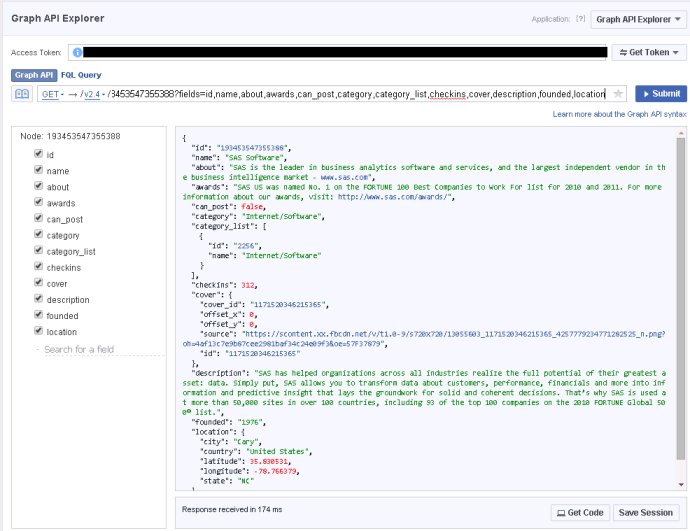 Graph API Explorer
Application: [?] Graph API Explorer
Access Token:
Get Token
Graph API FQL Query
GET → /v2.4 /3453547355388?fields=id,name,about,awards,can_post,category,category_list,checkins,cover,description,founded,location
Submit
Learn more about the Graph API syntax
Node: 193453547355388
id
name
about
awards
can_post
category
category_list
checkins
cover
description
founded
location
Search for a field
{
"id": "193453547355388",
"name": "SAS Software",
"about": "SAS is the leader in business analytics software and services, and the largest independent vendor in th
e business intelligence market - www.sas.com",
"awards": "SAS US was named No. 1 on the FORTUNE 100 Best Companies to Work For list for 2010 and 2011. For more
information about our awards, visit: http://www.sas.com/awards/",
"can_post": false,
"category": "Internet/Software",
"category_list": [
{
"id": "2256",
"name": "Internet/Software"
}
],
"checkins": 312,
"cover": {
"cover_id": "1171520346215365",
"offset_x": 0,
"offset_y": 0,
"source": "https://scontent.xx.fbcdn.net/v/t1.0-9/s720x720/13055603_1171520346215365_4257779234771282525_n.png?
oh=4af13c7e9b87cee2981baf34c24e09f3&oe=57F37879",
"id": "1171520346215365"
},
"description": "SAS has helped organizations across all industries realize the full potential of their greatest a
sset: data. Simply put, SAS allows you to transform data about customers, performance, financials and more into inf
ormation and predictive insight that lays the groundwork for solid and coherent decisions. That's why SAS is used a
t more than 50,000 sites in over 100 countries, including 93 of the top 100 companies on the 2010 FORTUNE Global 50
0® list.",
"founded": "1976",
"location": {
"city": "Cary",
"country": "United States",
"latitude": 35.830531,
"longitude": -78.766379,
"state": "NC"
}
Response received in 174 ms
Get Code
Save Session